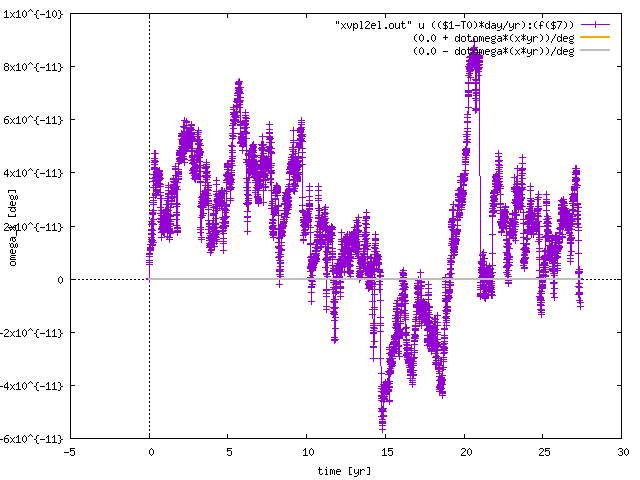 "xvpl2el.out" u (($1-T0)*day/yr):(f($7))
(0.0 + dotomega*(x*yr))/deg
(0.0 - dotomega*(x*yr))/deg
1x10^{-10}
8x10^{-11}
6x10^{-11}
4x10^{-11}
2x10^{-11}
0
-2x10^{-11}
-4x10^{-11}
-6x10^{-11}
[deg]
-5 0 5 10 15 20 25 30
time [yr]